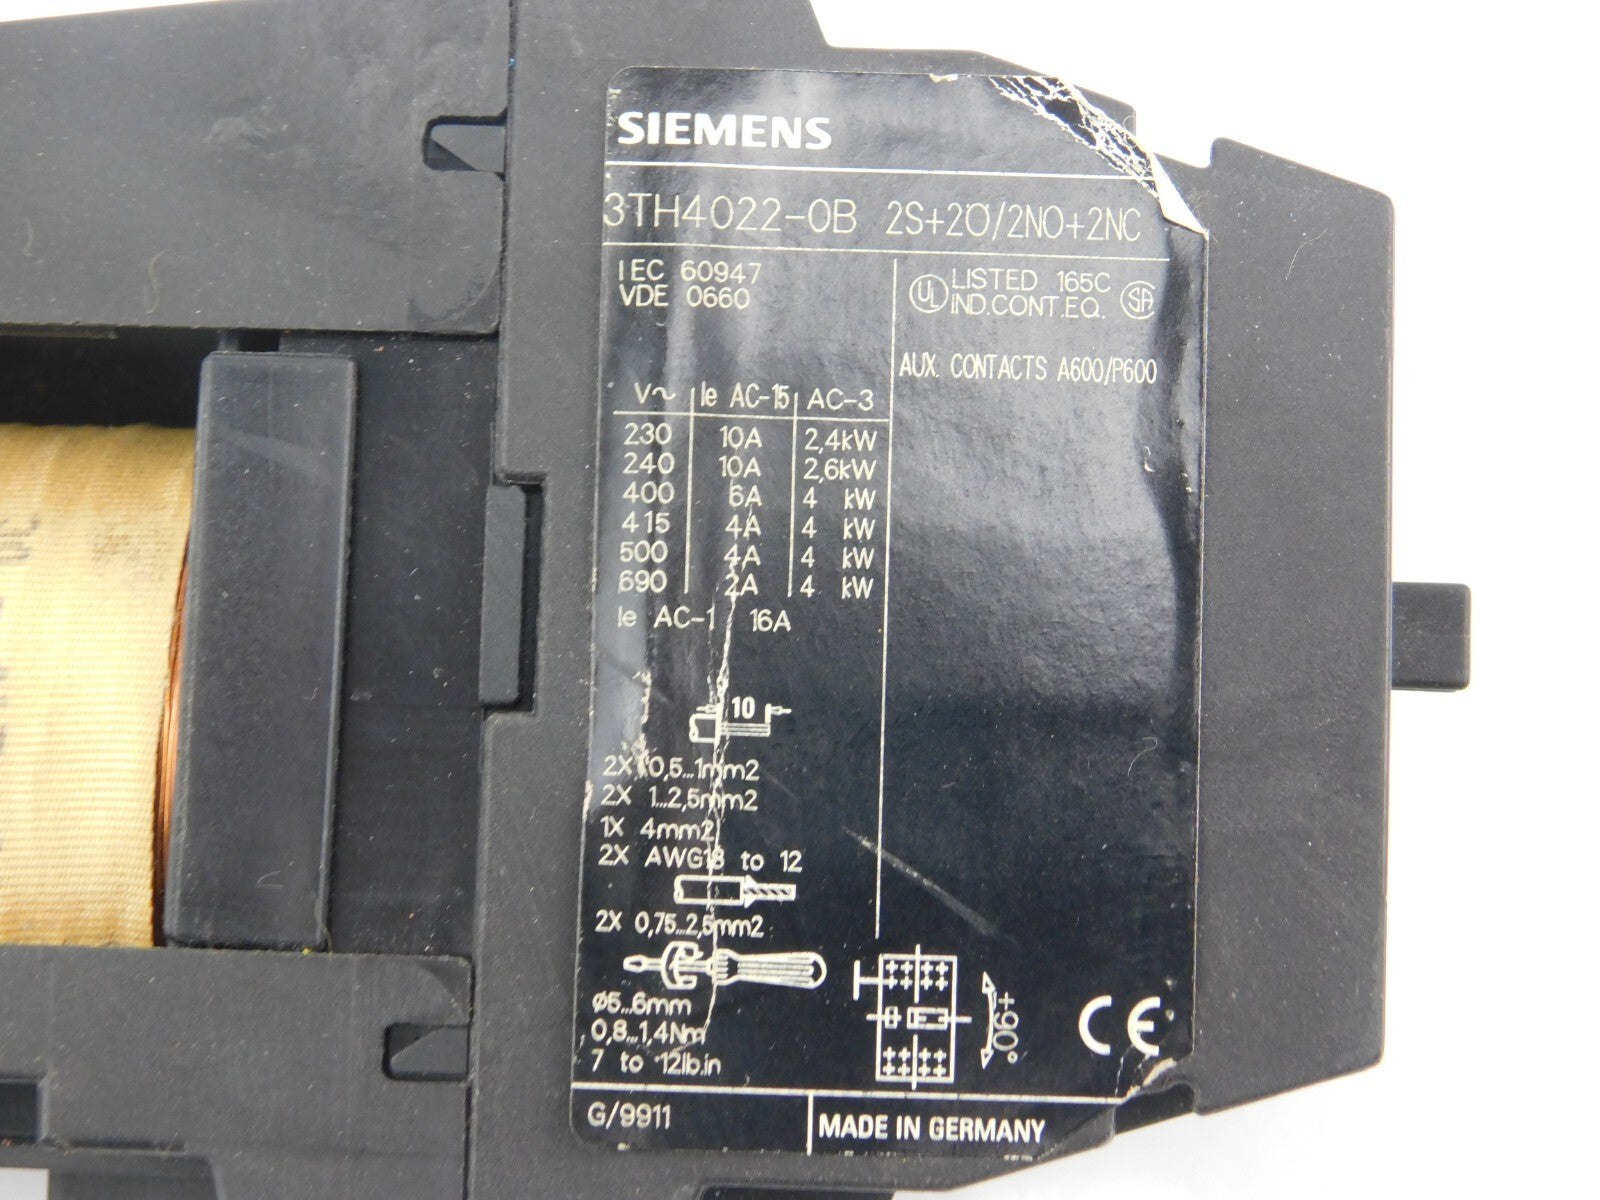 SIEMENS
3TH4022-0B 2S+2Ö/2NO+2NC
IEC 60947
VDE 0660
UL LISTED 165C
IND.CONT.EQ. SA
AUX. CONTACTS A600/P600
V~ Ie AC-15 AC-3
230 10A 2,4kW
240 10A 2,6kW
400 6A 4 kW
415 4A 4 kW
500 4A 4 kW
690 2A 4 kW
Ie AC-1 16A
10
2X 0,5...1mm2
2X 1...2,5mm2
1X 4mm2
2X AWG18 to 12
2X 0,75...2,5mm2
Ø5...6mm
0,8...1,4Nm
7 to 12lb.in
+90°
CE
G/9911
MADE IN GERMANY
DC